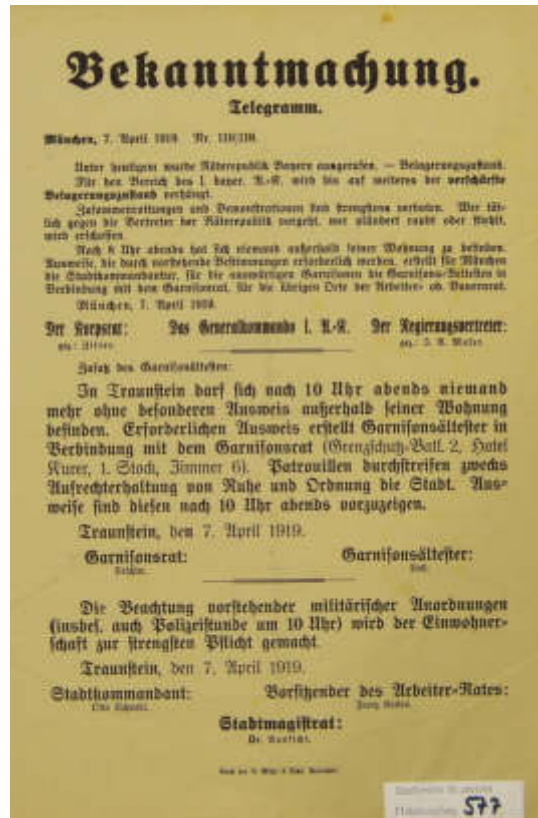 Bekanntmachung.
Telegramm.
München, 7. April 1919. Nr.
Unter heutigem wurde Räterepublik Bayern ausgerufen. — Belagerungszustand.
Für den Bereich des I. bayer. A.-K. wird bis auf weiteres der verschärfte
Belagerungszustand verhängt.
Zusammenrottungen und Demonstrationen sind strengstens verboten. Wer tät-
lich gegen die Vertreter der Räterepublik vorgeht, wer plündert raubt oder stiehlt,
wird erschossen.
Nach 8 Uhr abends hat sich niemand außerhalb seiner Wohnung zu befinden.
Ausweise, die durch vorstehende Bestimmungen erforderlich werden, erstellt für München
die Stadtkommandantur, für die auswärtigen Garnisonen die Garnisons-Ältesten in
Verbindung mit dem Garnisonrat, für die übrigen Orte der Arbeiter- od. Bauernrat.
München, 7. April 1919.
Der Korpsrat: Das Generalkommando I. A.-K. Der Regierungsvertreter:
gez.: gez.:
Zusatz des Garnisonältesten:
In Traunstein darf sich nach 10 Uhr abends niemand
mehr ohne besonderen Ausweis außerhalb seiner Wohnung
befinden. Erforderlichen Ausweis erstellt Garnisonsältester in
Verbindung mit dem Garnisonsrat (Grenzschutz-Batl. 2, Hotel
1. Stock, Zimmer 6). Patrouillen durchstreifen zwecks
Aufrechterhaltung von Ruhe und Ordnung die Stadt. Aus-
weise sind diesen nach 10 Uhr abends vorzuzeigen.
Traunstein, den 7. April 1919.
Garnisonsrat: Garnisonsältester:
Die Beachtung vorstehender militärischer Anordnungen
(insbes. auch Polizeistunde um 10 Uhr) wird der Einwohner-
schaft zur strengsten Pflicht gemacht.
Traunstein, den 7. April 1919.
Stadtkommandant: Vorsitzender des Arbeiter-Rates:
Stadtmagistrat:
Dr.
577